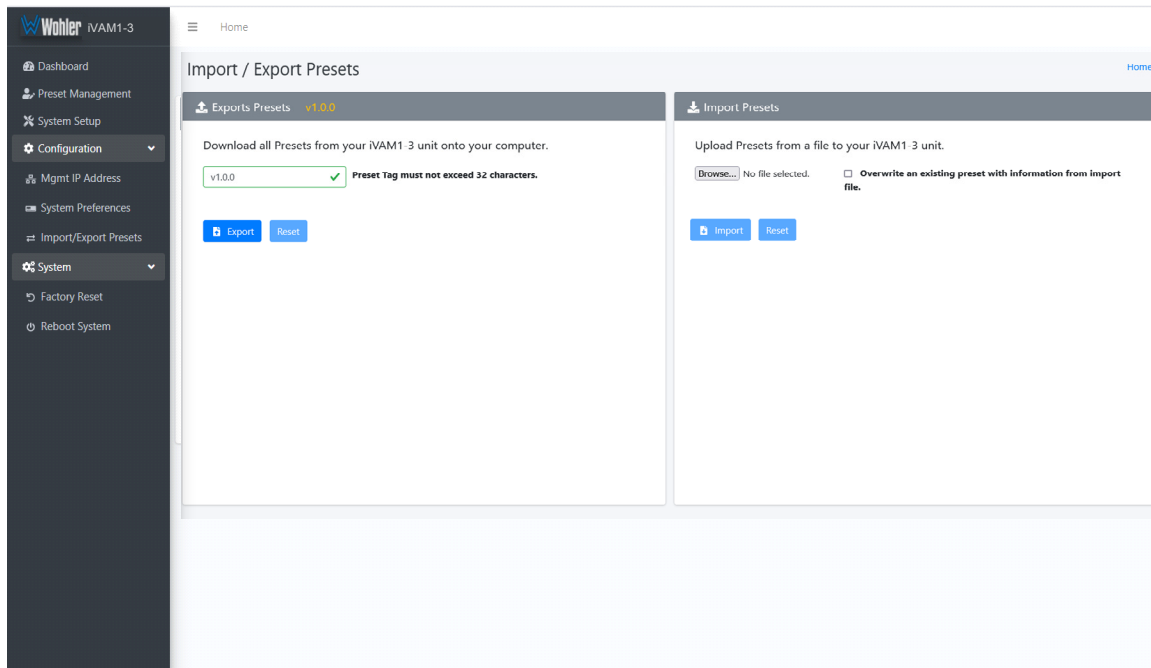 Wohler iVAM1-3
Home
Dashboard
Preset Management
System Setup
Configuration
Mgmt IP Address
System Preferences
Import/Export Presets
System
Factory Reset
Reboot System
Import / Export Presets
Home
Exports Presets v1.0.0
Download all Presets from your iVAM1-3 unit onto your computer.
v1.0.0 Preset Tag must not exceed 32 characters.
Export Reset
Import Presets
Upload Presets from a file to your iVAM1-3 unit.
Browse... No file selected. Overwrite an existing preset with information from import
file.
Import Reset